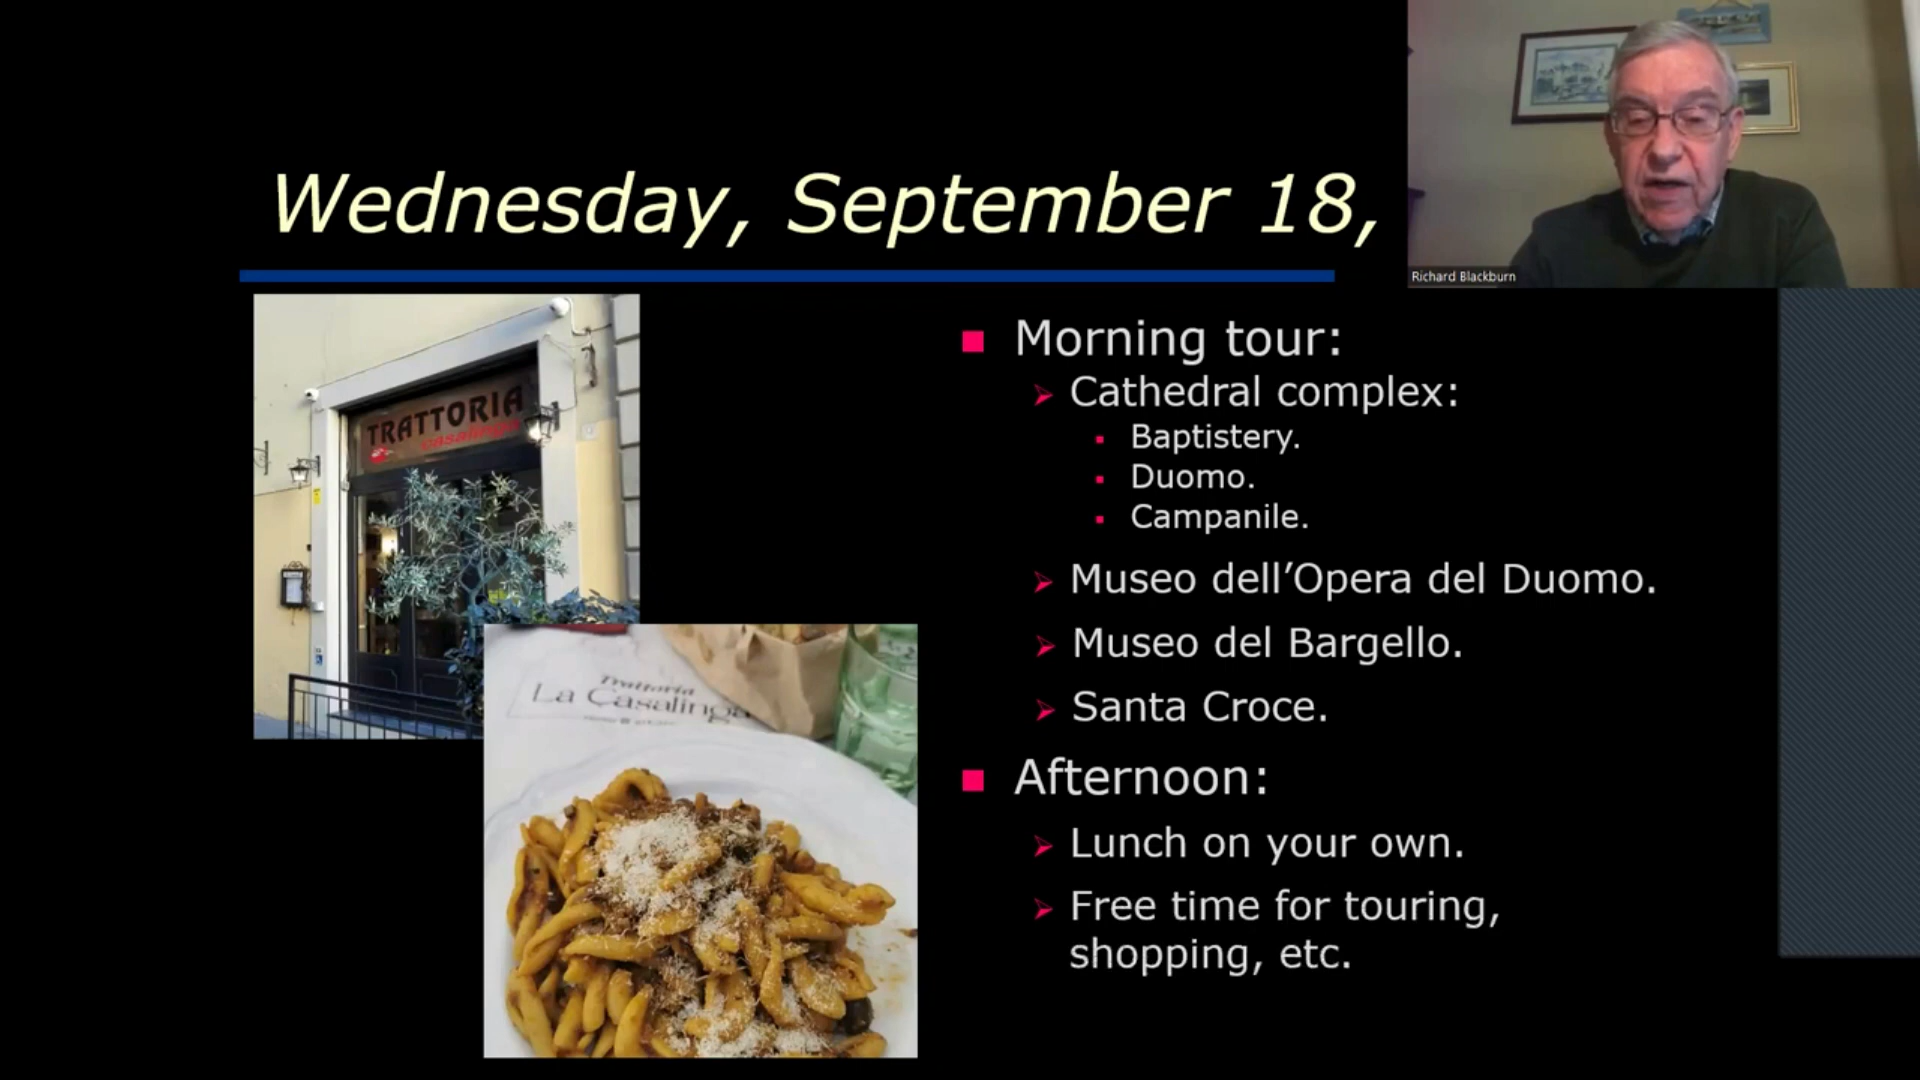 Wednesday, September 18,
Richard Blackburn
TRATTORIA
casalinga
Trattoria
La Casalinga
Morning tour:
Cathedral complex:
Baptistery.
Duomo.
Campanile.
Museo dell’Opera del Duomo.
Museo del Bargello.
Santa Croce.
Afternoon:
Lunch on your own.
Free time for touring,
shopping, etc.